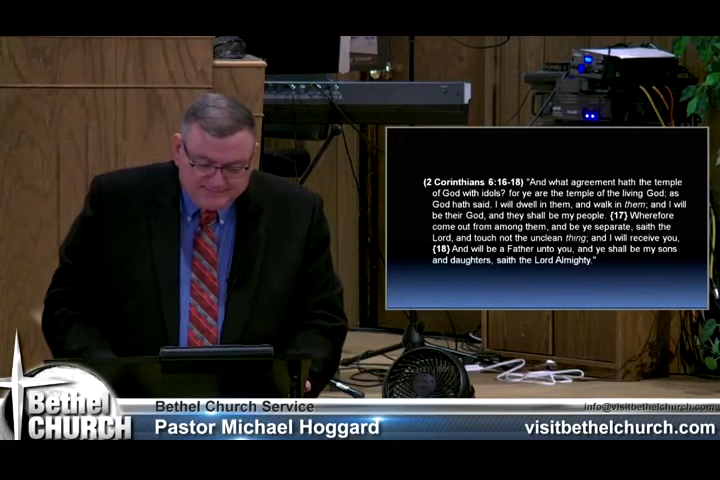 (2 Corinthians 6:16-18) "And what agreement hath the temple
of God with idols? for ye are the temple of the living God; as
God hath said, I will dwell in them, and walk in them; and I will
be their God, and they shall be my people. {17} Wherefore
come out from among them, and be ye separate, saith the
Lord, and touch not the unclean thing; and I will receive you,
{18} And will be a Father unto you, and ye shall be my sons
and daughters, saith the Lord Almighty."
Bethel
CHURCH
Bethel Church Service
Pastor Michael Hoggard
info@visitbethelchurch.com
visitbethelchurch.com